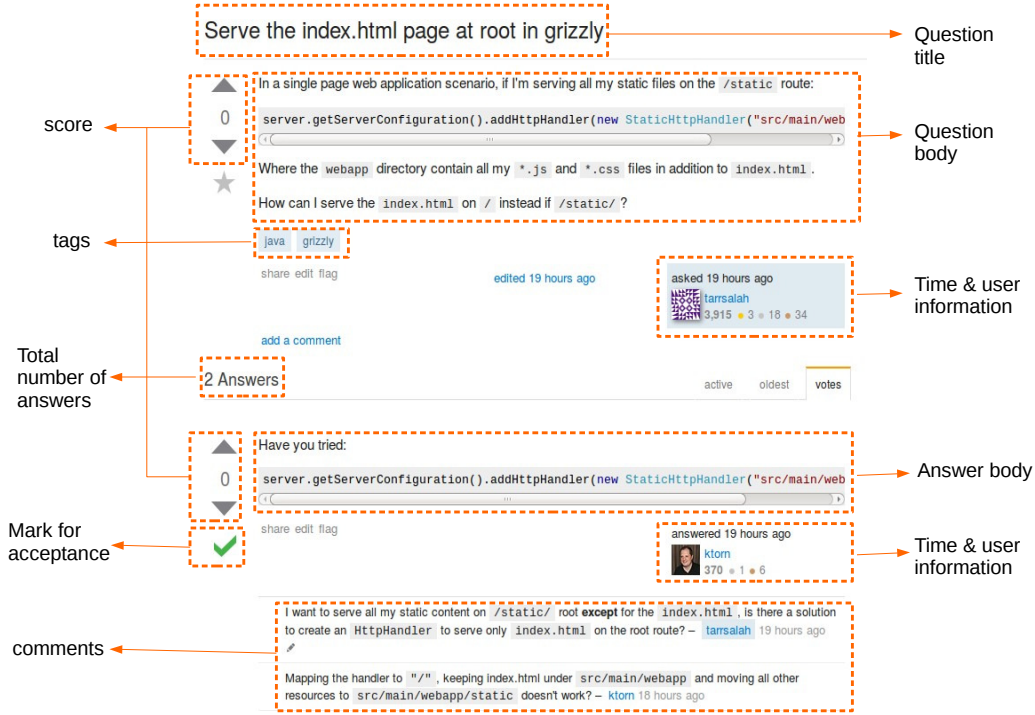 Serve the index.html page at root in grizzly
Question
title
score
0
In a single page web application scenario, if I'm serving all my static files on the /static route:
server.getServerConfiguration().addHttpHandler(new StaticHttpHandler("src/main/web
Where the webapp directory contain all my *.js and *.css files in addition to index.html .
How can I serve the index.html on / instead if /static/ ?
Question
body
tags
java grizzly
share edit flag
edited 19 hours ago
asked 19 hours ago
tarrsalah
3,915 3 18 34
Time & user
information
add a comment
Total
number of
answers
2 Answers
active oldest votes
0
Have you tried:
server.getServerConfiguration().addHttpHandler(new StaticHttpHandler("src/main/web
Answer body
Mark for
acceptance
share edit flag
answered 19 hours ago
ktorn
370 1 6
Time & user
information
comments
I want to serve all my static content on /static/ root except for the index.html , is there a solution
to create an HttpHandler to serve only index.html on the root route? – tarrsalah 19 hours ago
Mapping the handler to "/" , keeping index.html under src/main/webapp and moving all other
resources to src/main/webapp/static doesn't work? – ktorn 18 hours ago